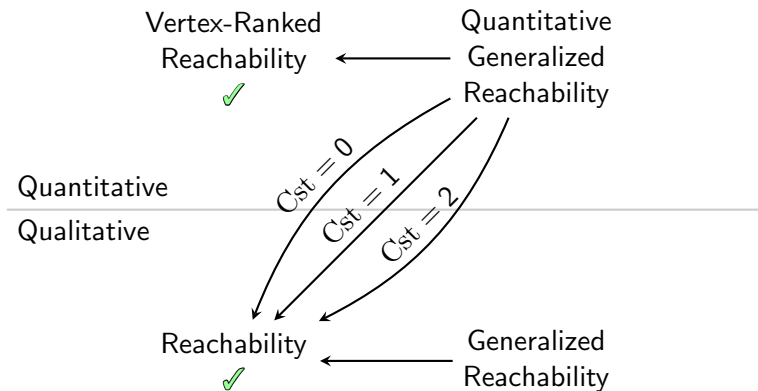 Vertex-Ranked
Reachability
✓
Quantitative
Generalized
Reachability
Cst = 0
Cst = 1
Cst = 2
Quantitative
Qualitative
Reachability
✓
Generalized
Reachability